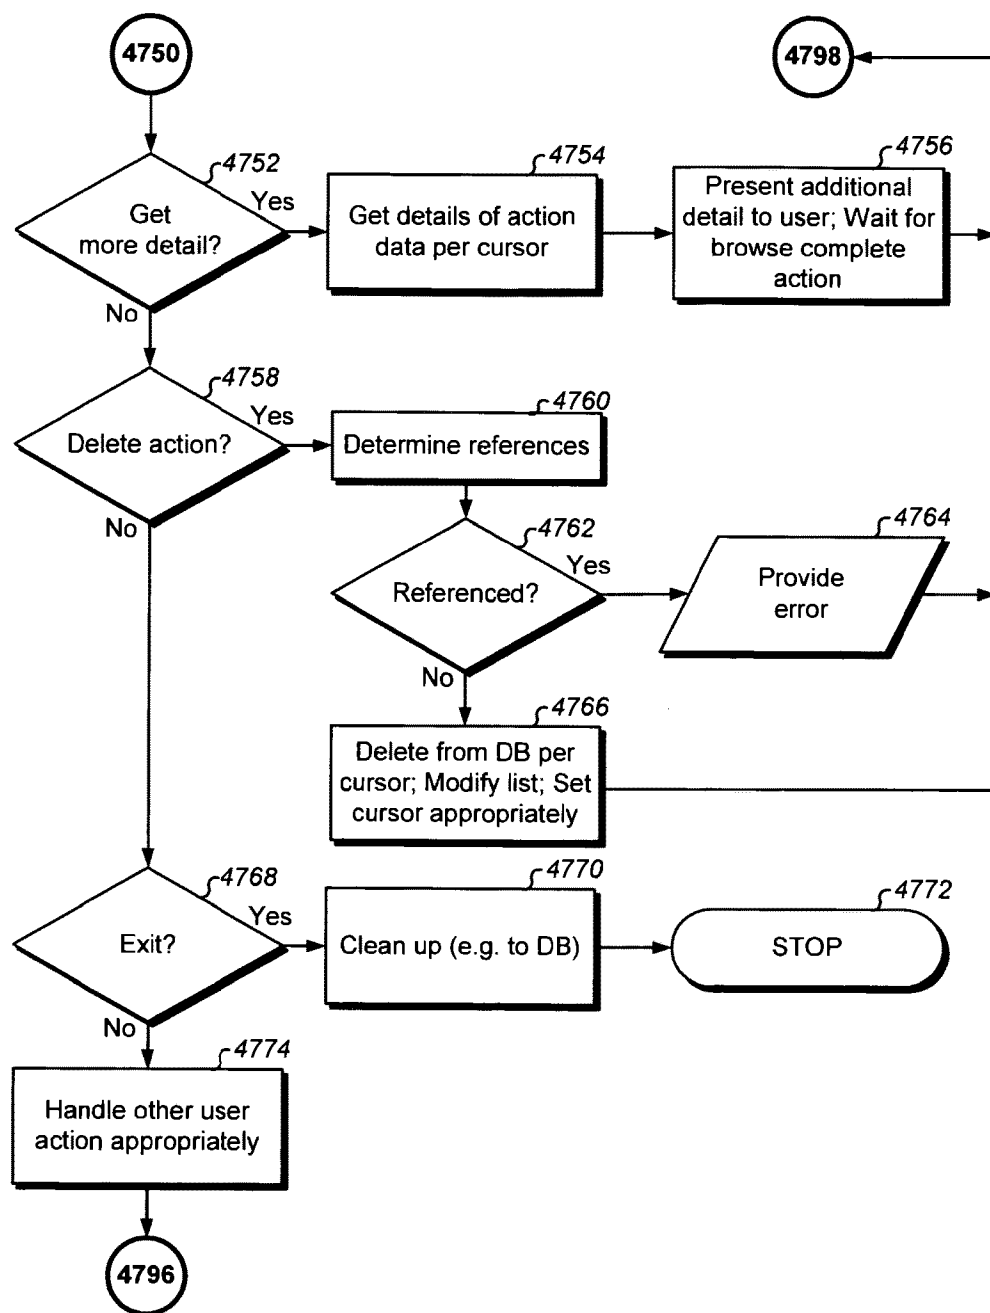 4750
4798
4752
4754
4756
Get
more detail?
Yes
Get details of action
data per cursor
Present additional
detail to user; Wait for
browse complete
action
No
4758
Yes
4760
Delete action?
Determine references
No
4762
Yes
4764
Referenced?
Provide
error
No
4766
Delete from DB per
cursor; Modify list; Set
cursor appropriately
4768
Yes
4770
4772
Exit?
Clean up (e.g. to DB)
STOP
No
4774
Handle other user
action appropriately
4796